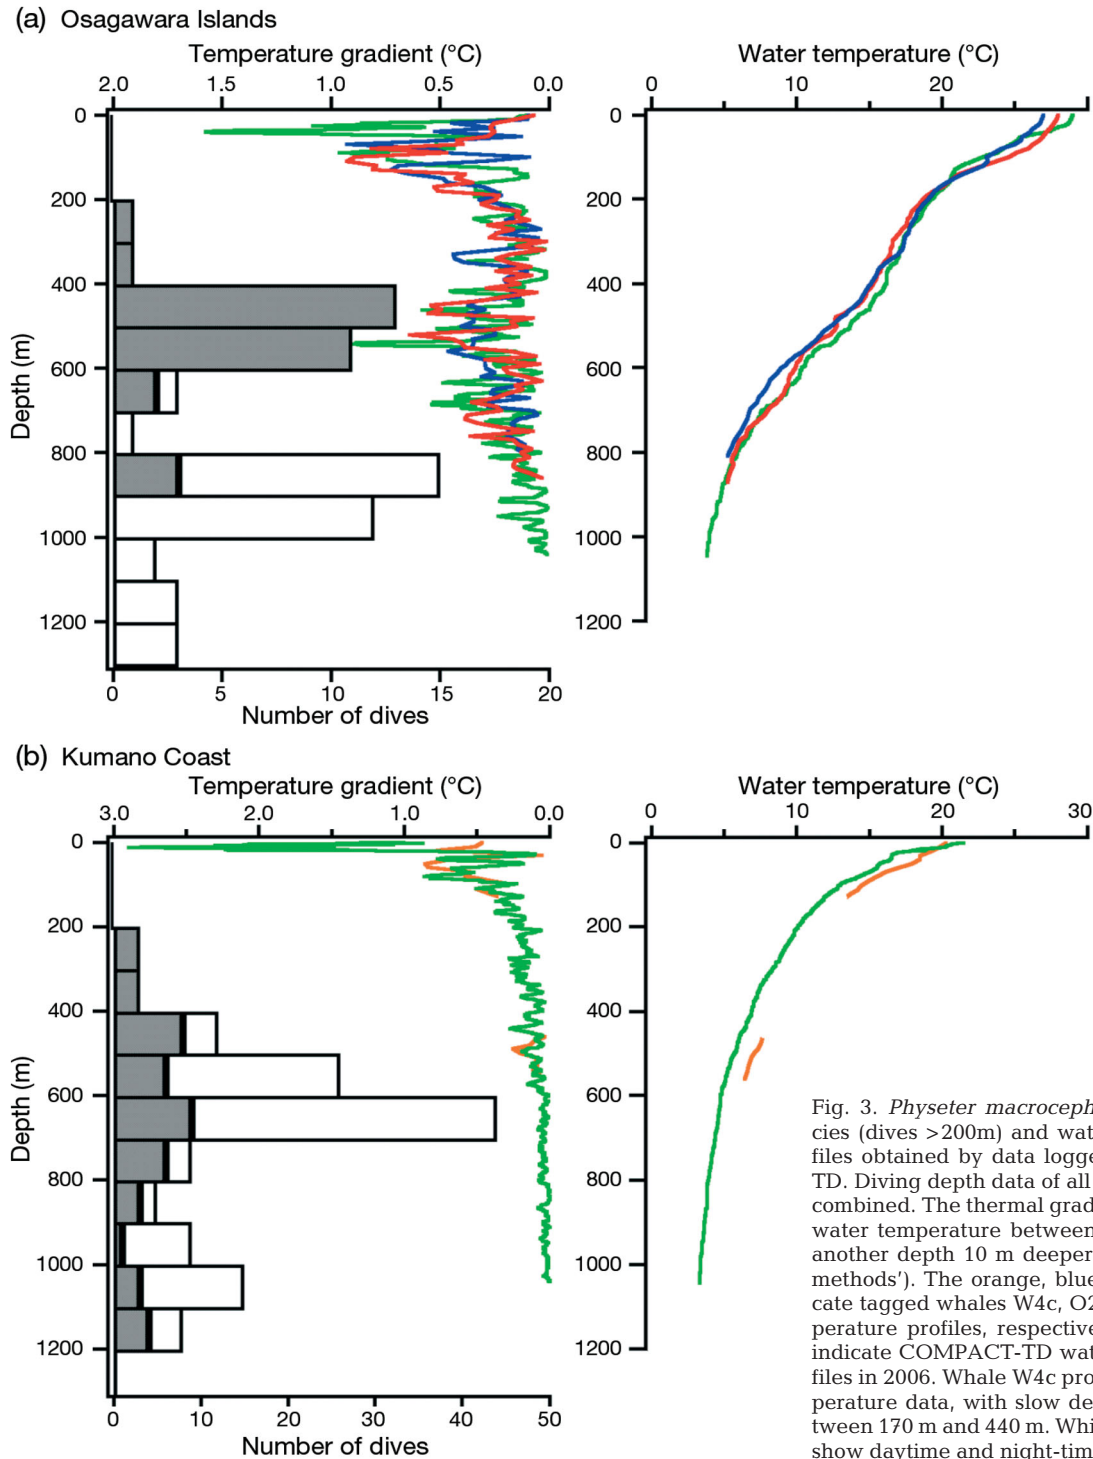 (a) Osagawara Islands
Temperature gradient (°C)
2.0 1.5 1.0 0.5 0.0
Water temperature (°C)
0 10 20
0
200
400
600
800
1000
1200
Depth (m)
0 5 10 15 20
Number of dives
0
200
400
600
800
1000
1200
(b) Kumano Coast
Temperature gradient (°C)
3.0 2.0 1.0 0.0
Water temperature (°C)
0 10 20 30
0
200
400
600
800
1000
1200
Depth (m)
0 10 20 30 40 50
Number of dives
0
200
400
600
800
1000
1200
Fig. 3. Physeter macroceph
cies (dives >200m) and wat
files obtained by data logge
TD. Diving depth data of all
combined. The thermal grad
water temperature between
another depth 10 m deeper
methods'). The orange, blue
cate tagged whales W4c, O2
perature profiles, respective
indicate COMPACT-TD wat
files in 2006. Whale W4c pro
perature data, with slow de
tween 170 m and 440 m. Whi
show daytime and night-tim